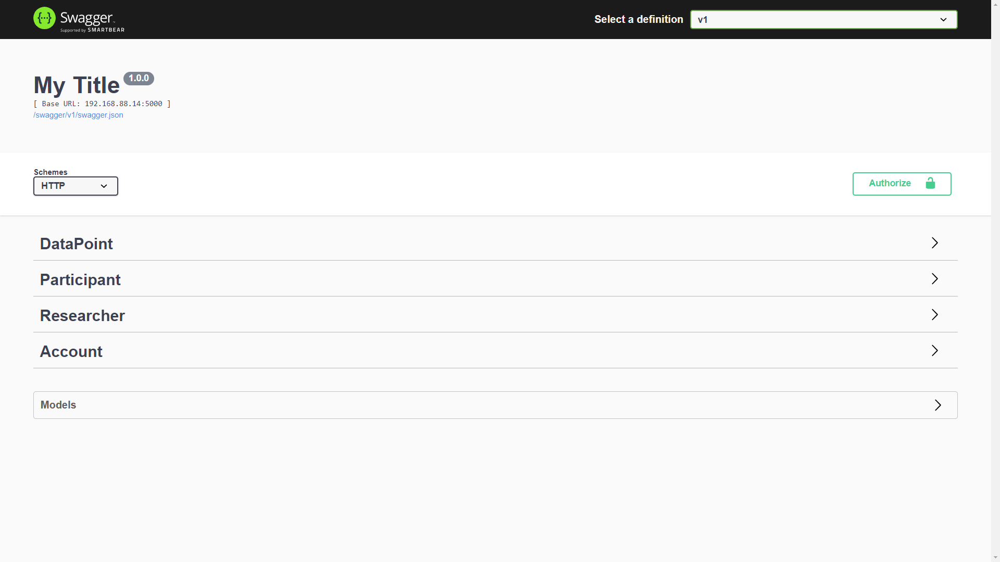 Swagger™
Supported by SMARTBEAR
Select a definition
v1
My Title 1.0.0
[ Base URL: 192.168.88.14:5000 ]
/swagger/v1/swagger.json
Schemes
HTTP
Authorize
DataPoint
Participant
Researcher
Account
Models